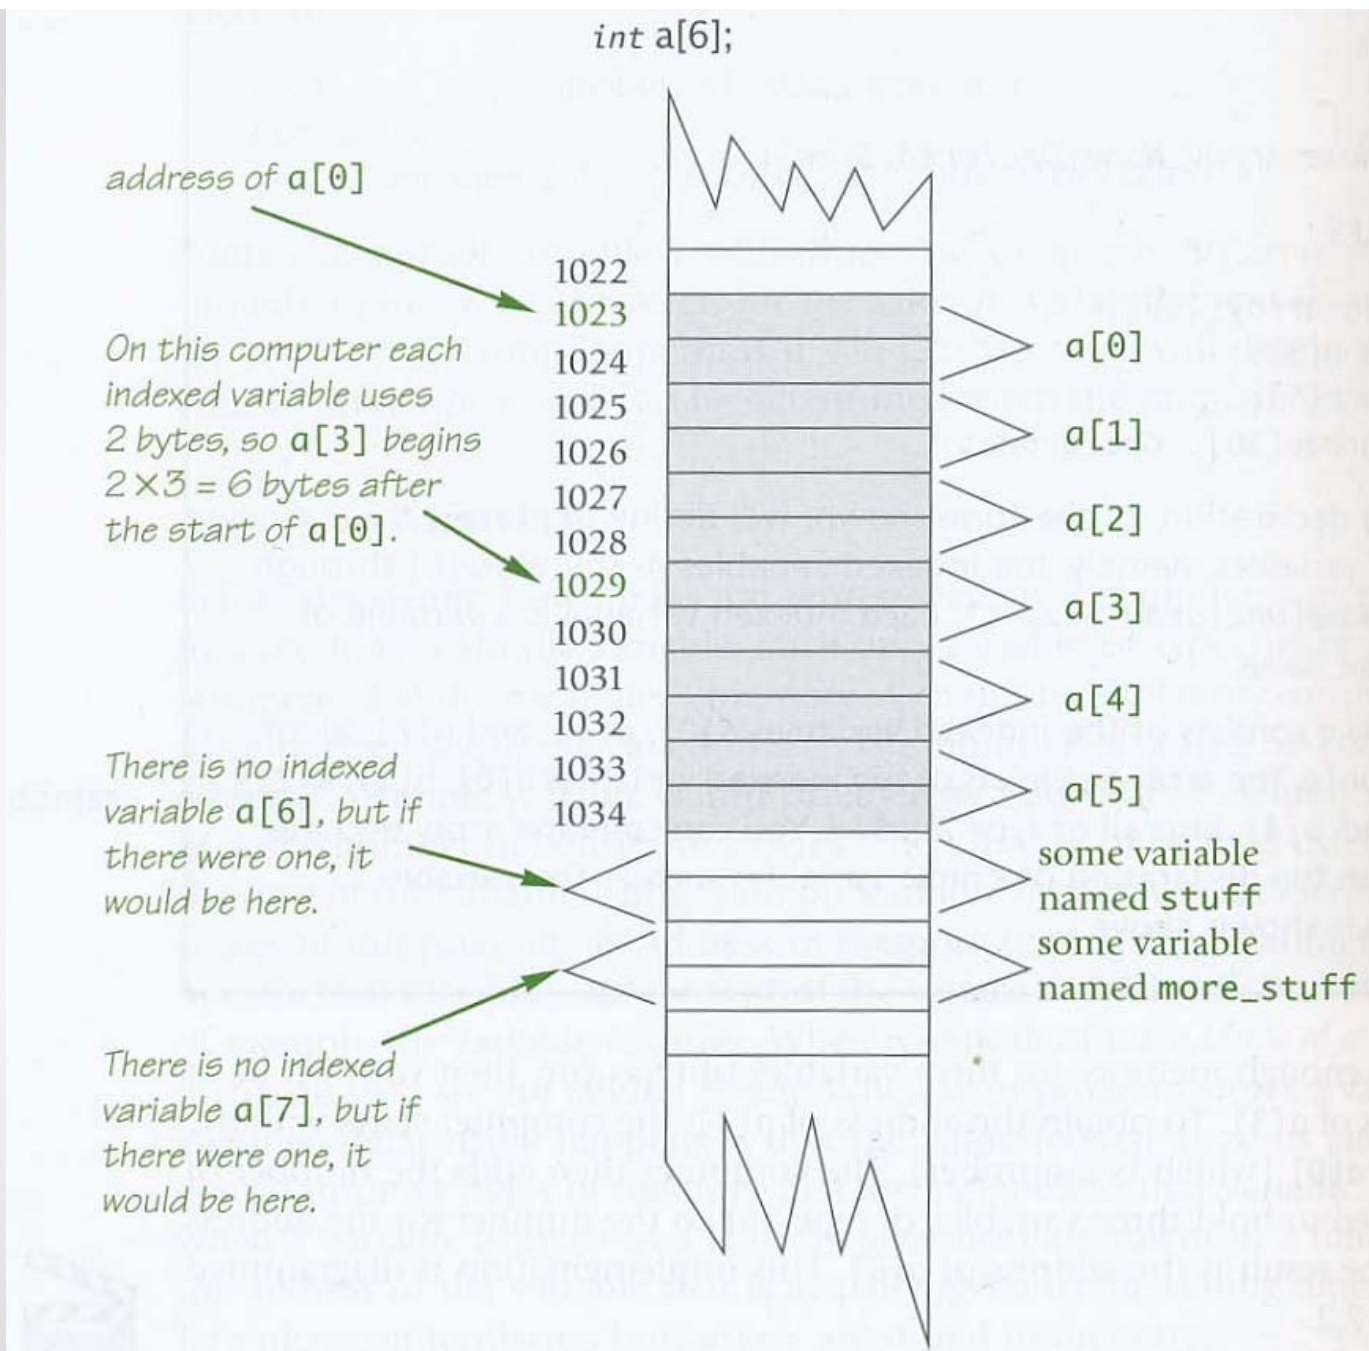 int a[6];
address of a[0]
1022
1023
1024
1025
1026
1027
1028
1029
1030
1031
1032
1033
1034
On this computer each
indexed variable uses
2 bytes, so a[3] begins
2 × 3 = 6 bytes after
the start of a[0].
There is no indexed
variable a[6], but if
there were one, it
would be here.
There is no indexed
variable a[7], but if
there were one, it
would be here.
a[0]
a[1]
a[2]
a[3]
a[4]
a[5]
some variable
named stuff
some variable
named more_stuff